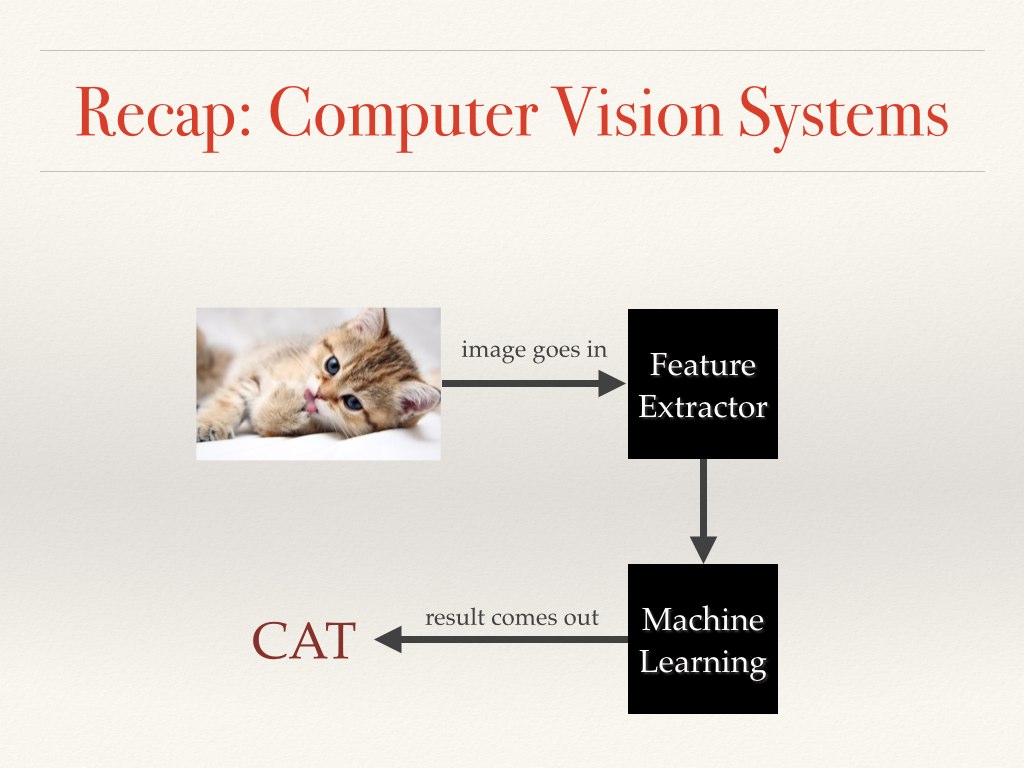 Recap: Computer Vision Systems
image goes in
Feature
Extractor
Machine
Learning
result comes out
CAT